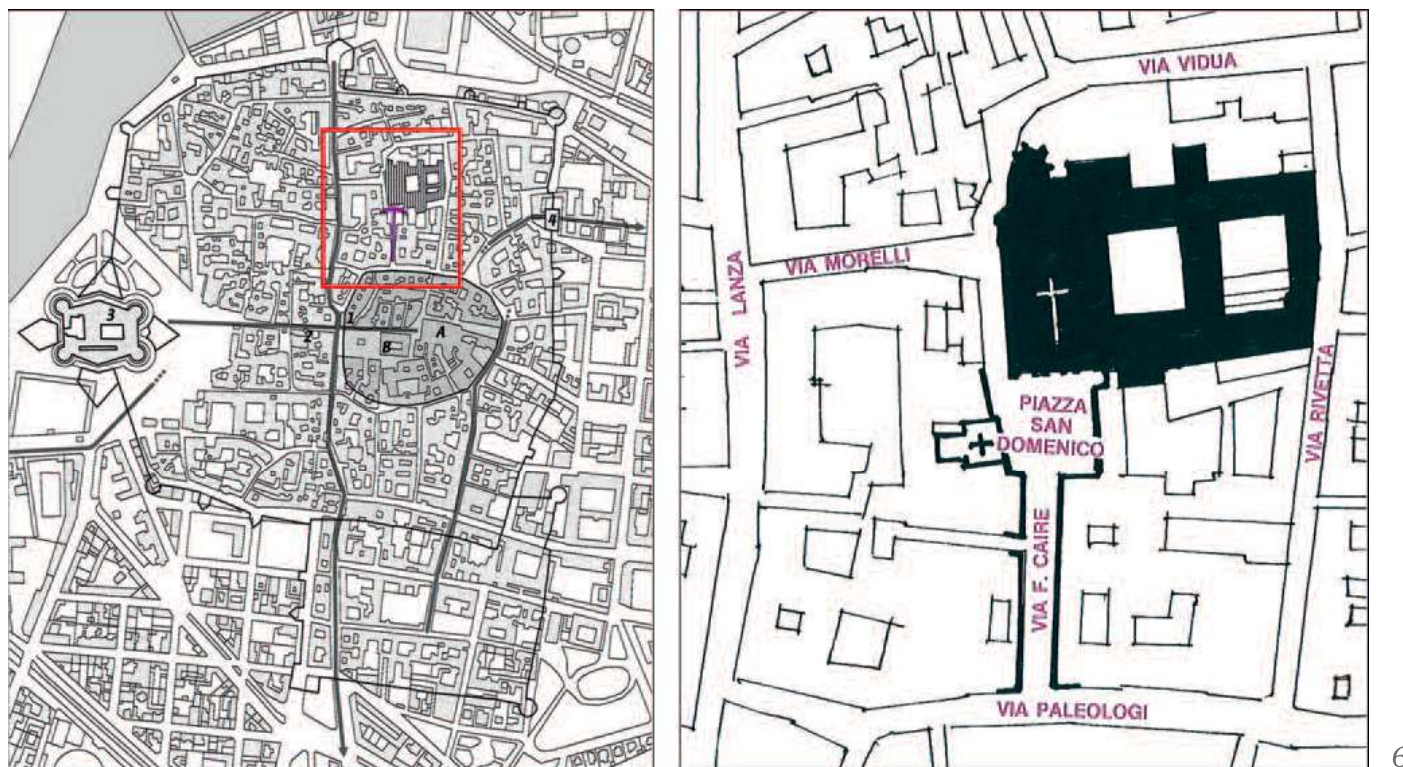 4
3
1
2
A
B
VIA VIDUA
VIA MORELLI
VIA LANZA
PIAZZA
SAN
DOMENICO
VIA RIVETTA
VIA F. CAIRE
VIA PALEOLOGI
6